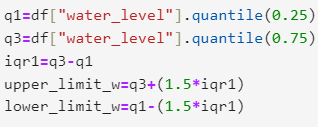 q1=df["water_level"].quantile(0.25)
q3=df["water_level"].quantile(0.75)
iqr1=q3-q1
upper_limit_w=q3+(1.5*iqr1)
lower_limit_w=q1-(1.5*iqr1)